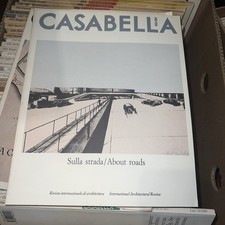 CASABELLA
Sulla strada/About roads
Rivista internazionale di architettura International Architectural Review